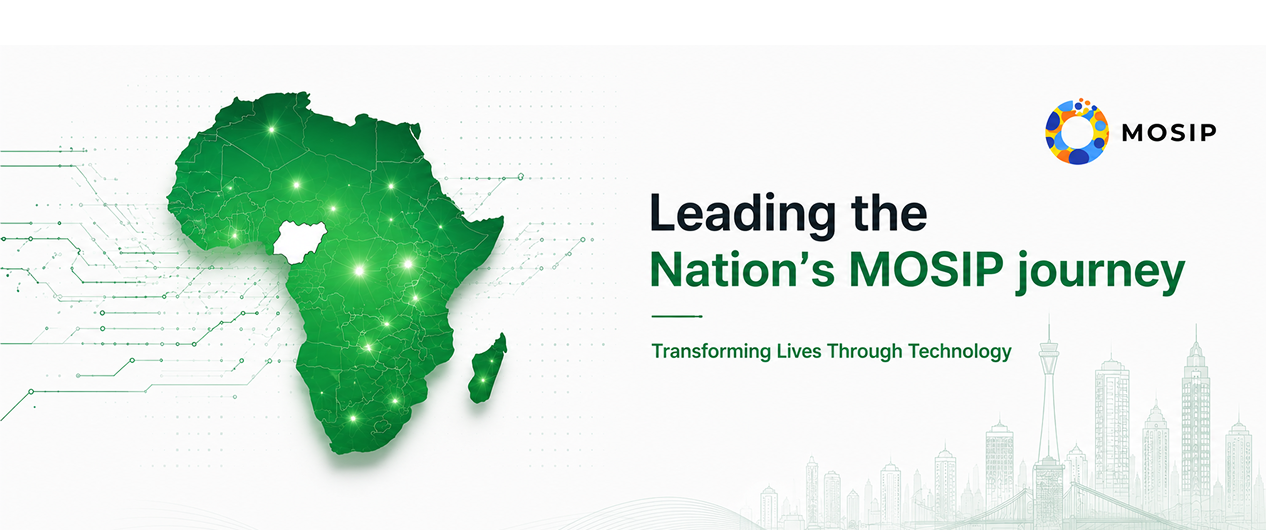 MOSIP
Leading the
Nation’s MOSIP journey
Transforming Lives Through Technology